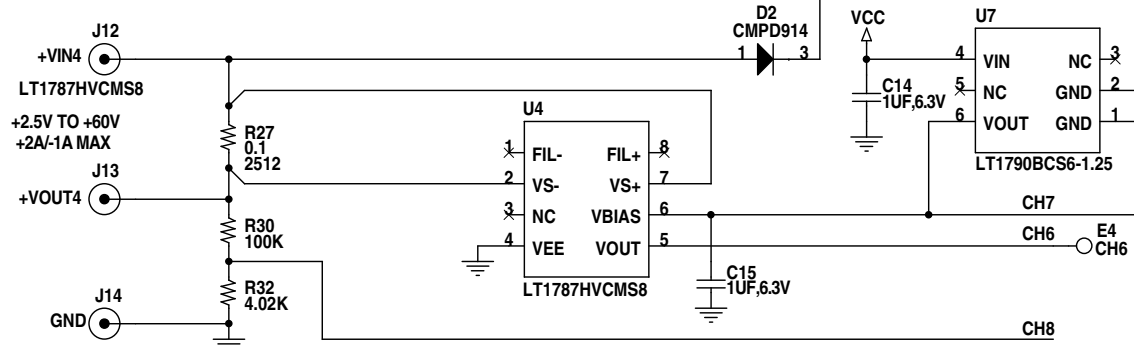 J12
+VIN4
LT1787HVCMS8
+2.5V TO +60V
+2A/-1A MAX
J13
+VOUT4
J14
GND
R27
0.1
2512
R30
100K
R32
4.02K
D2
CMPD914
1
3
U4
1 FIL- FIL+ 8
2 VS- VS+ 7
3 NC VBIAS 6
4 VEE VOUT 5
LT1787HVCMS8
C15
1UF,6.3V
VCC
C14
1UF,6.3V
U7
4 VIN NC 3
5 NC GND 2
6 VOUT GND 1
LT1790BCS6-1.25
CH7
CH6
E4
CH6
CH8